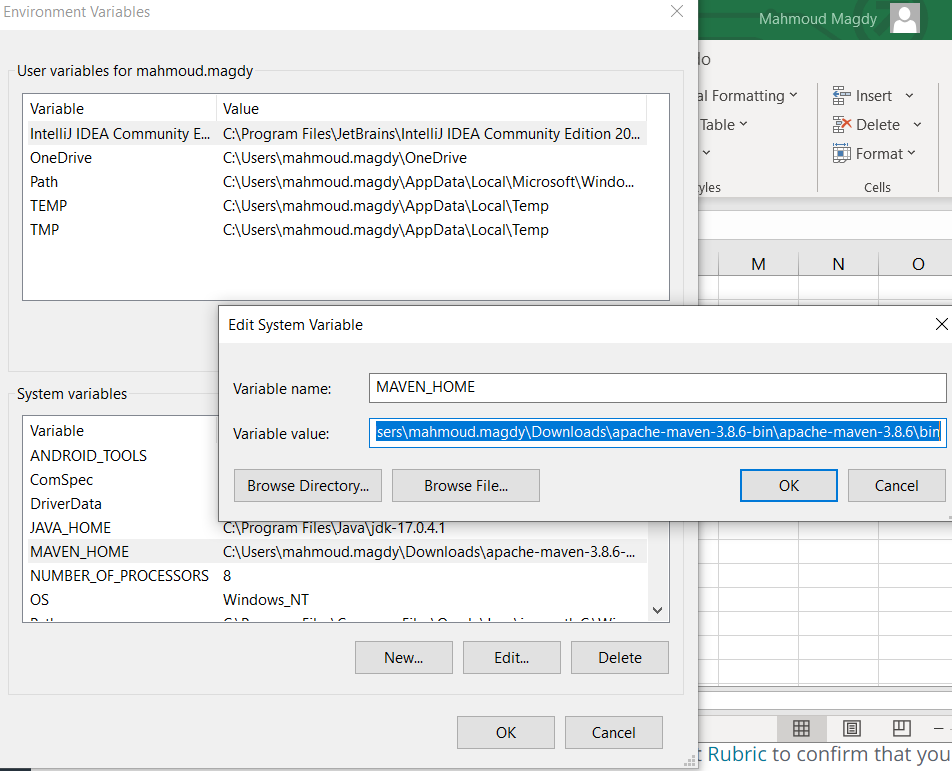 Environment Variables
Mahmoud Magdy
User variables for mahmoud.magdy
Variable Value
IntelliJ IDEA Community E... C:\Program Files\JetBrains\IntelliJ IDEA Community Edition 20...
OneDrive C:\Users\mahmoud.magdy\OneDrive
Path C:\Users\mahmoud.magdy\AppData\Local\Microsoft\Windo...
TEMP C:\Users\mahmoud.magdy\AppData\Local\Temp
TMP C:\Users\mahmoud.magdy\AppData\Local\Temp
Formatting Insert
Table Delete
Format
Cells
M N O
Edit System Variable
Variable name: MAVEN_HOME
Variable value: sers\mahmoud.magdy\Downloads\apache-maven-3.8.6-bin\apache-maven-3.8.6\bin
Browse Directory... Browse File... OK Cancel
System variables
Variable
ANDROID_TOOLS
ComSpec
DriverData
JAVA_HOME C:\Program Files\Java\jdk-17.0.4.1
MAVEN_HOME C:\Users\mahmoud.magdy\Downloads\apache-maven-3.8.6-...
NUMBER_OF_PROCESSORS 8
OS Windows_NT
New... Edit... Delete
OK Cancel
Rubric to confirm that you